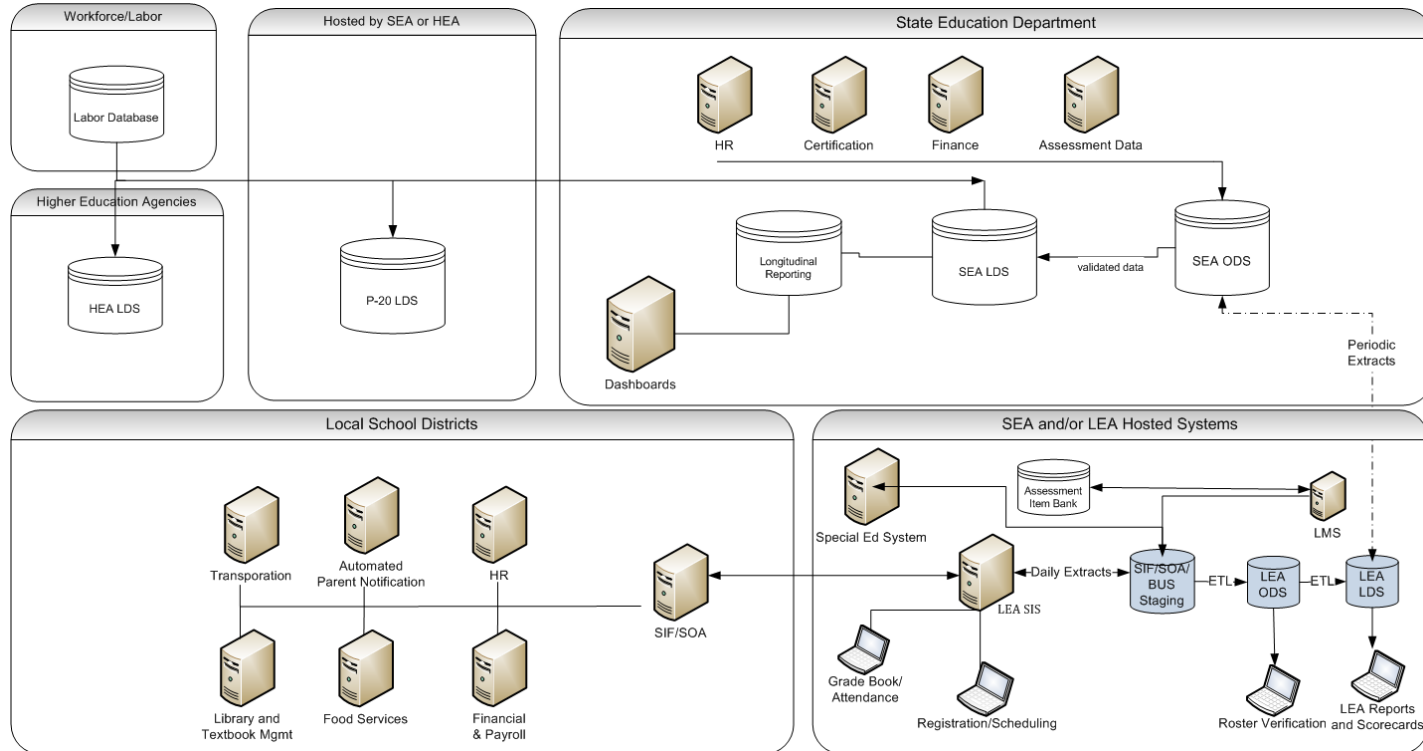 Workforce/Labor
Labor Database
Hosted by SEA or HEA
P-20 LDS
Higher Education Agencies
HEA LDS
State Education Department
HR
Certification
Finance
Assessment Data
Longitudinal
Reporting
SEA LDS
validated data
SEA ODS
Dashboards
Periodic
Extracts
Local School Districts
Transporation
Automated
Parent Notification
HR
SIF/SOA
Library and
Textbook Mgmt
Food Services
Financial
& Payroll
SEA and/or LEA Hosted Systems
Special Ed System
Assessment
Item Bank
LMS
LEA SIS
Daily Extracts
SIF/SOA/
BUS
Staging
ETL
LEA
ODS
ETL
LEA
LDS
Grade Book/
Attendance
Registration/Scheduling
Roster Verification
LEA Reports
and Scorecards